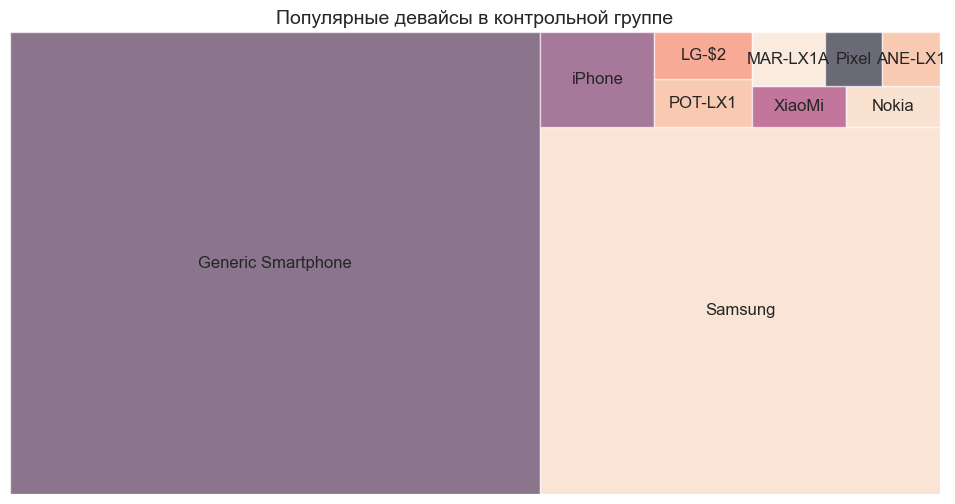 Популярные девайсы в контрольной группе
iPhone
LG-$2
POT-LX1
MAR-LX1A
Pixel
ANE-LX1
XiaoMi
Nokia
Generic Smartphone
Samsung